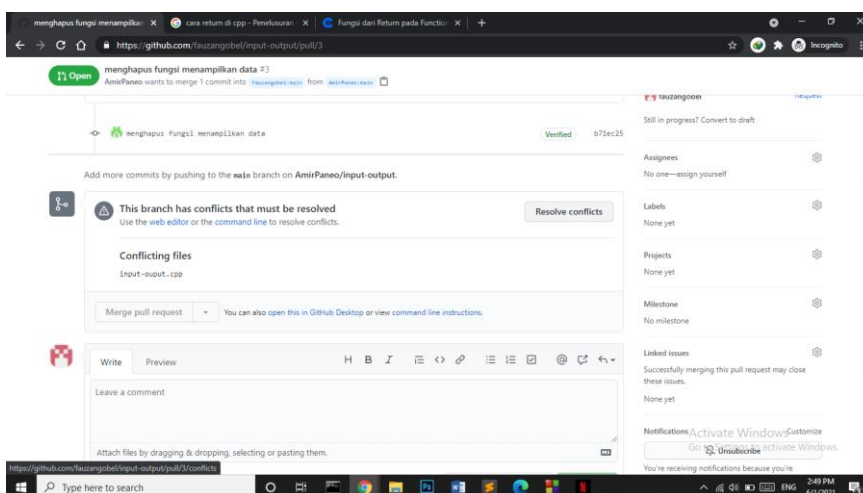 menghapus fungsi menampilkan
cara return di cpp - Penelusuran
Fungsi dari Return pada Function
https://github.com/fauzangobel/input-output/pull/3
Incognito
Open
menghapus fungsi menampilkan data #3
AmirPaneo wants to merge 1 commit into fauzangobel:main from AmirPaneo:main
fauzangobel
Request
Still in progress? Convert to draft
menghapus fungsi menampilkan data
Verified
b71ec25
Add more commits by pushing to the main branch on AmirPaneo/input-output.
This branch has conflicts that must be resolved
Use the web editor or the command line to resolve conflicts.
Resolve conflicts
Conflicting files
input-ouput.cpp
Merge pull request
You can also open this in GitHub Desktop or view command line instructions.
Write
Preview
H B I
Leave a comment
Attach files by dragging & dropping, selecting or pasting them.
Assignees
No one—assign yourself
Labels
None yet
Projects
None yet
Milestone
No milestone
Linked issues
Successfully merging this pull request may close
these issues.
None yet
Notifications
Customize
Unsubscribe
You're receiving notifications because you're
Activate Windows
Go to Settings to activate Windows.
https://github.com/fauzangobel/input-output/pull/3/conflicts
Type here to search
ENG
2:49 PM
6/1/2021